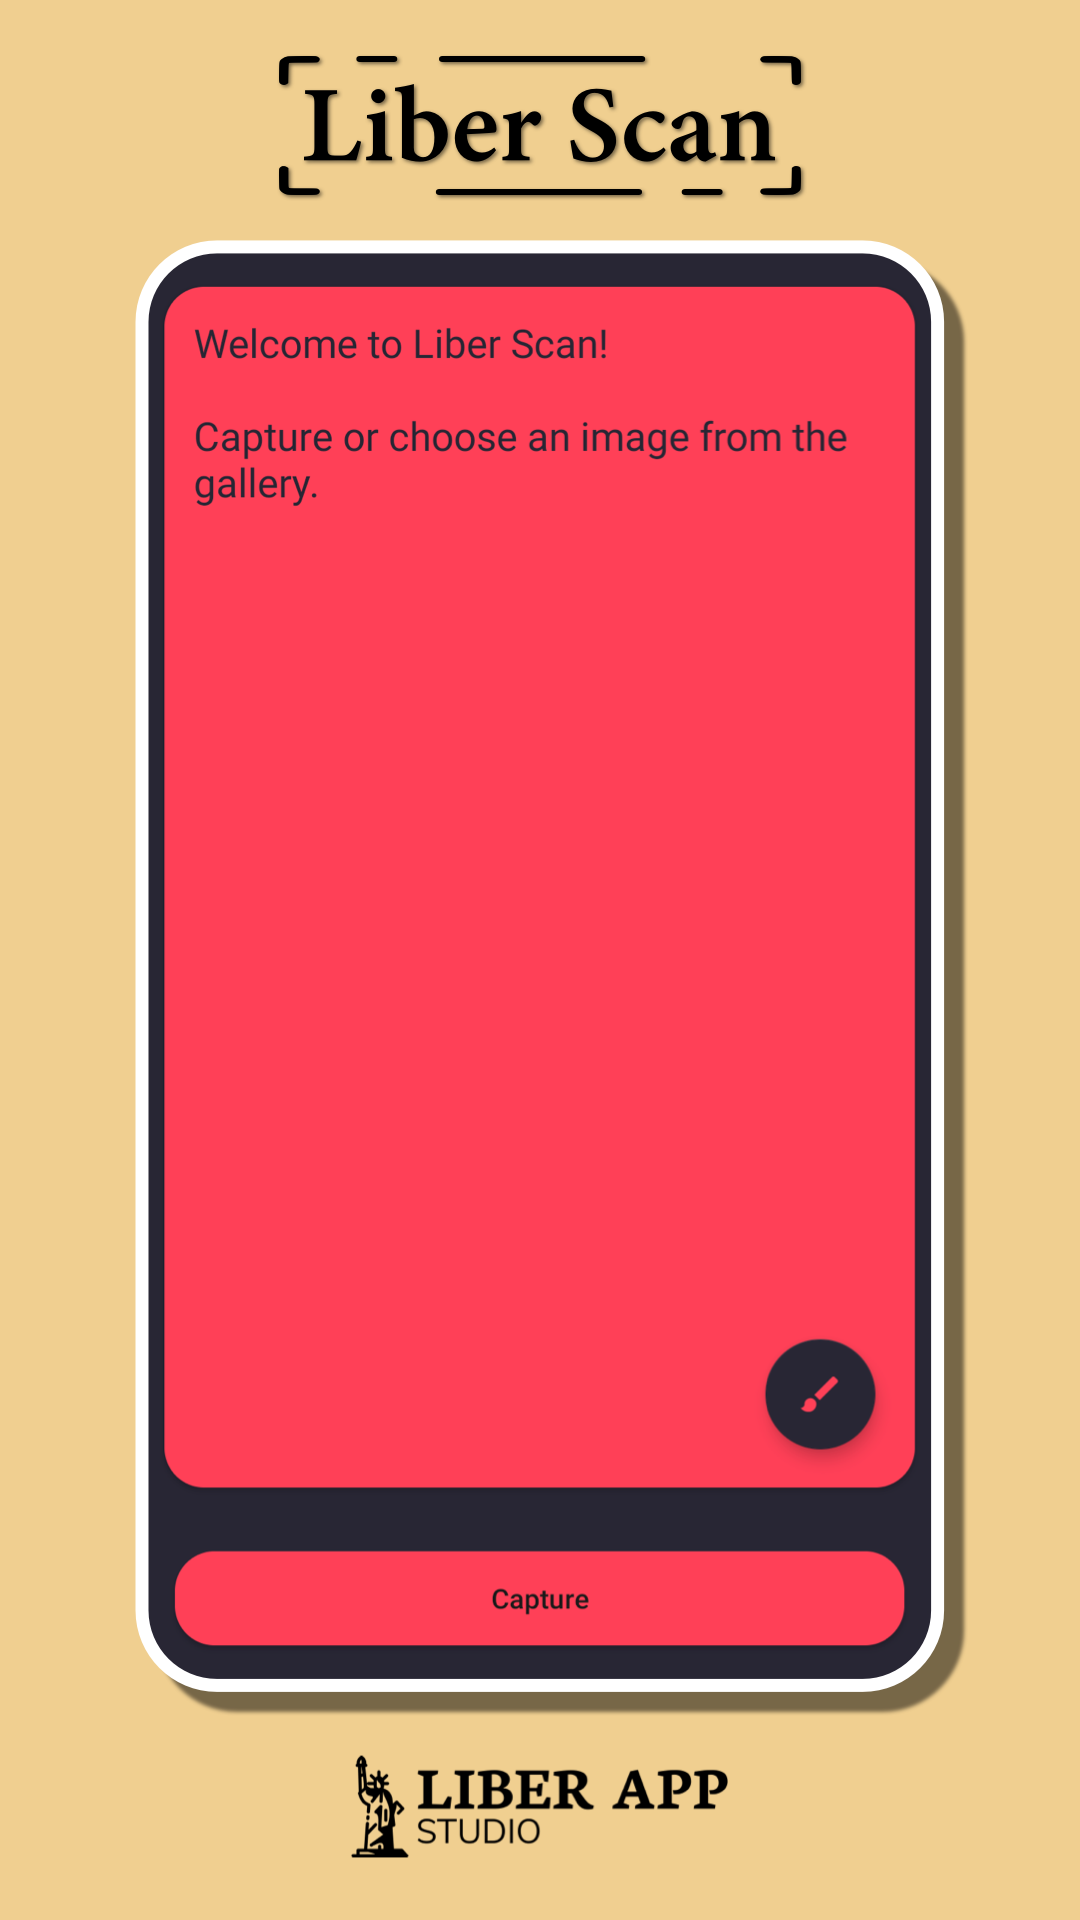 Liber Scan
Welcome to Liber Scan!
Capture or choose an image from the
gallery.
Capture
LIBER APP
STUDIO